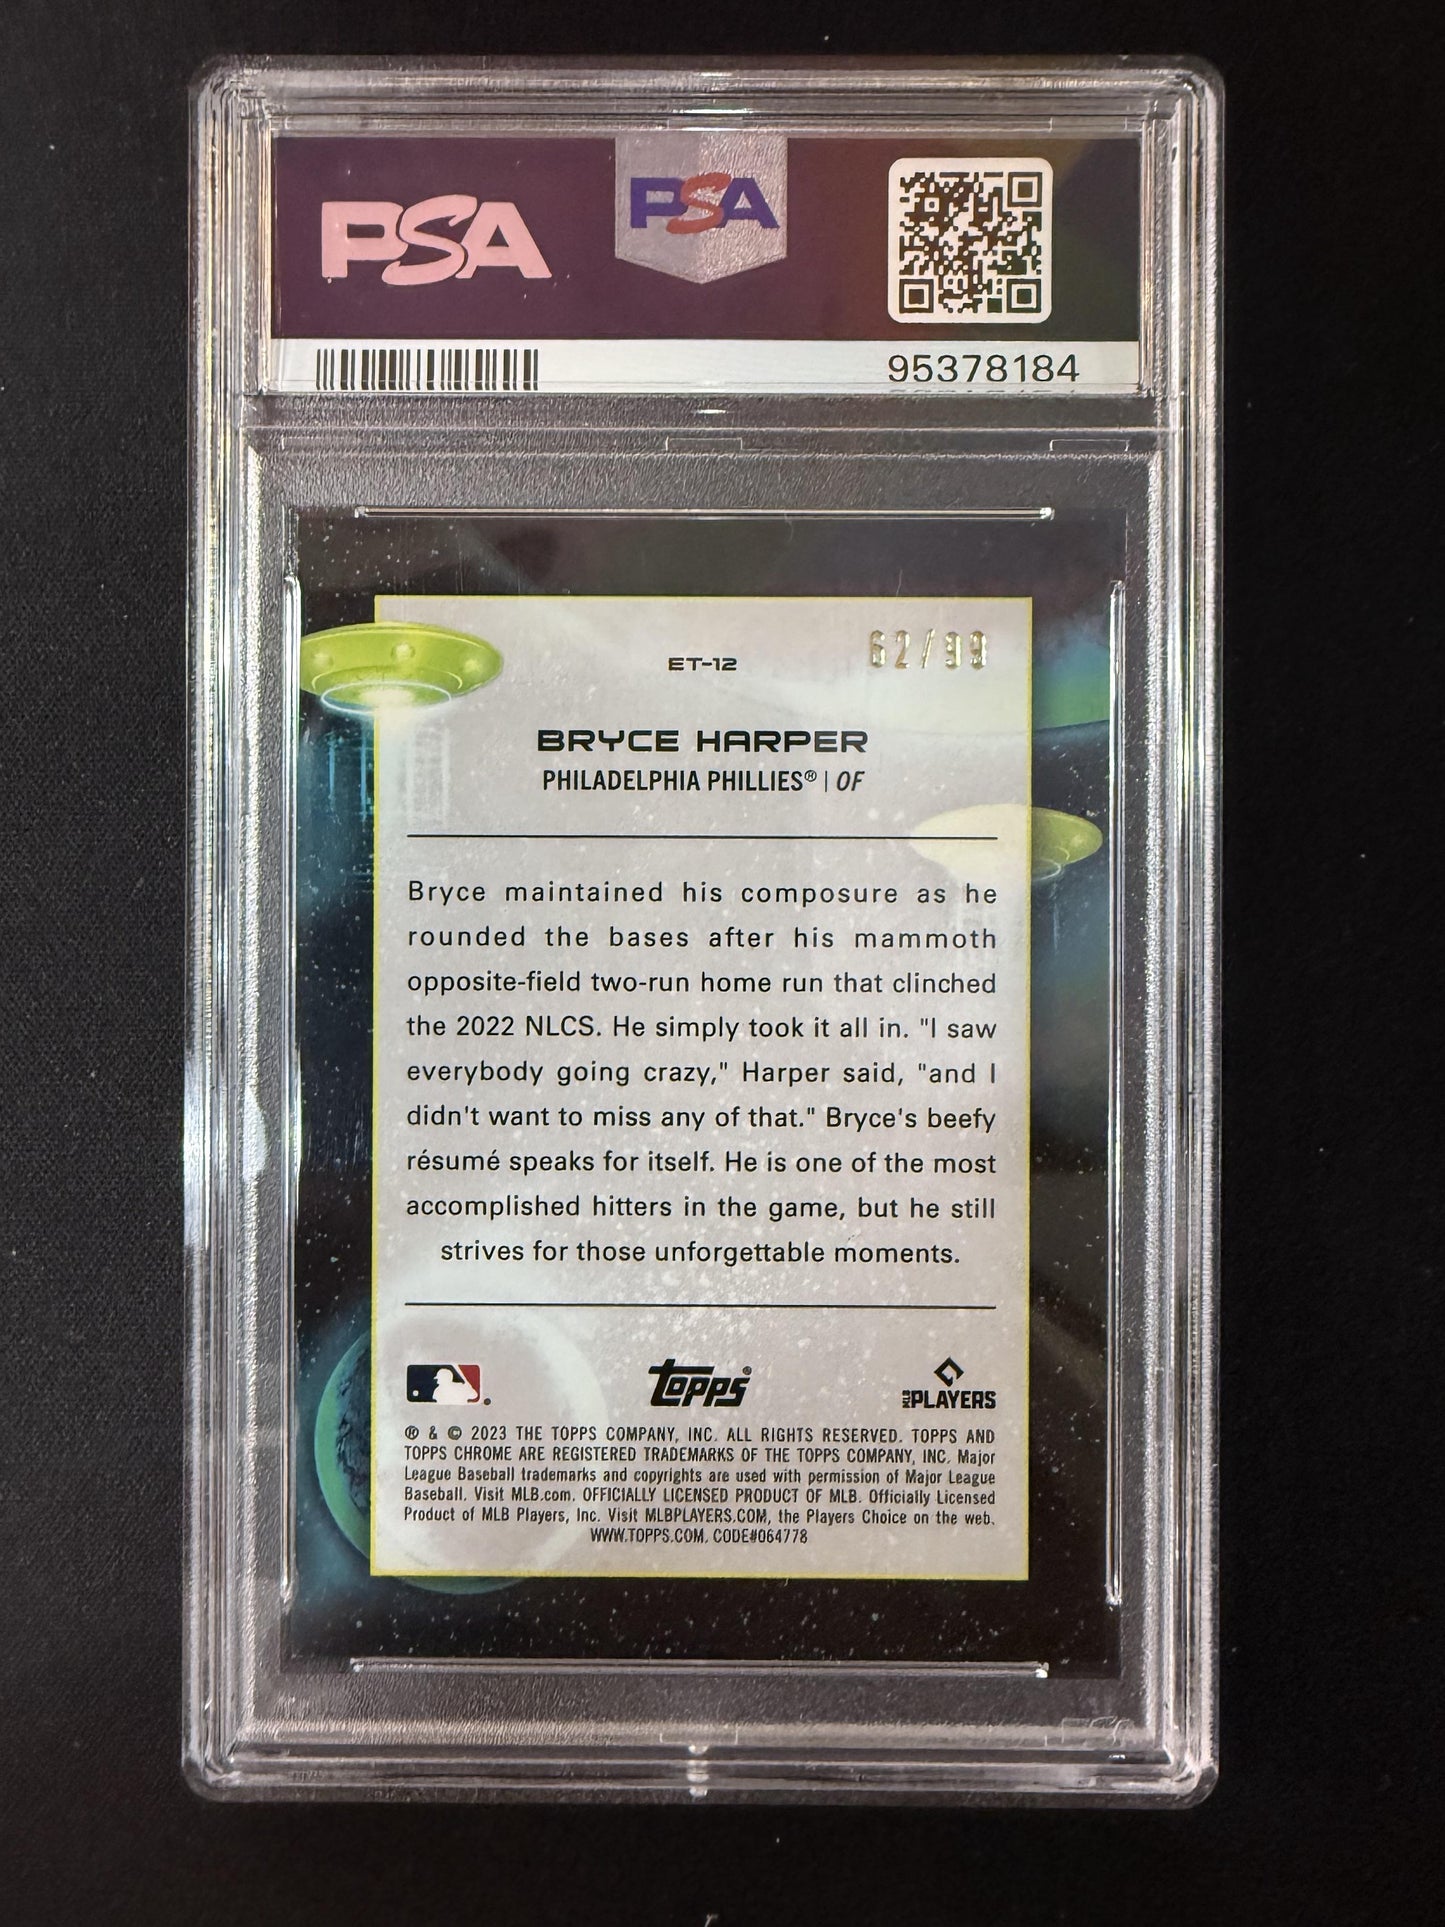 PSA
PSA
95378184
ET-12
62/99
BRYCE HARPER
PHILADELPHIA PHILLIES® | OF
Bryce maintained his composure as he
rounded the bases after his mammoth
opposite-field two-run home run that clinched
the 2022 NLCS. He simply took it all in. "I saw
everybody going crazy," Harper said, "and I
didn't want to miss any of that." Bryce's beefy
résumé speaks for itself. He is one of the most
accomplished hitters in the game, but he still
strives for those unforgettable moments.
topps®
MLB PLAYERS
® & © 2023 THE TOPPS COMPANY, INC. ALL RIGHTS RESERVED. TOPPS AND
TOPPS CHROME ARE REGISTERED TRADEMARKS OF THE TOPPS COMPANY, INC. Major
League Baseball trademarks and copyrights are used with permission of Major League
Baseball. Visit MLB.com. OFFICIALLY LICENSED PRODUCT OF MLB. Officially Licensed
Product of MLB Players, Inc. Visit MLBPLAYERS.COM, the Players Choice on the web.
WWW.TOPPS.COM. CODE#064778